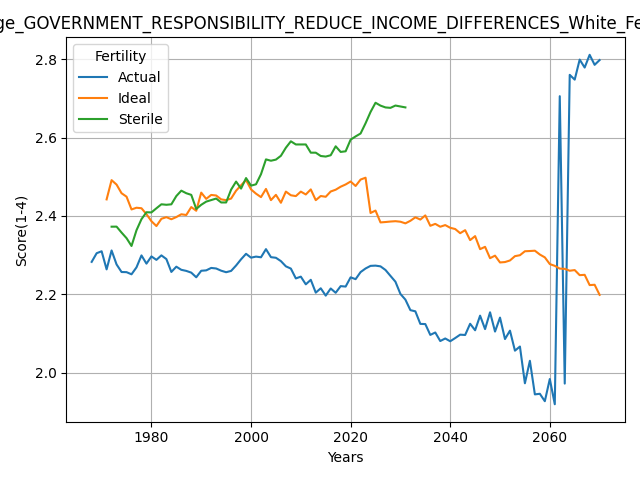 ge_GOVERNMENT_RESPONSIBILITY_REDUCE_INCOME_DIFFERENCES_White_Fe
Fertility
Actual
Ideal
Sterile
2.8
2.6
2.4
2.2
2.0
Score(1-4)
1980 2000 2020 2040 2060
Years